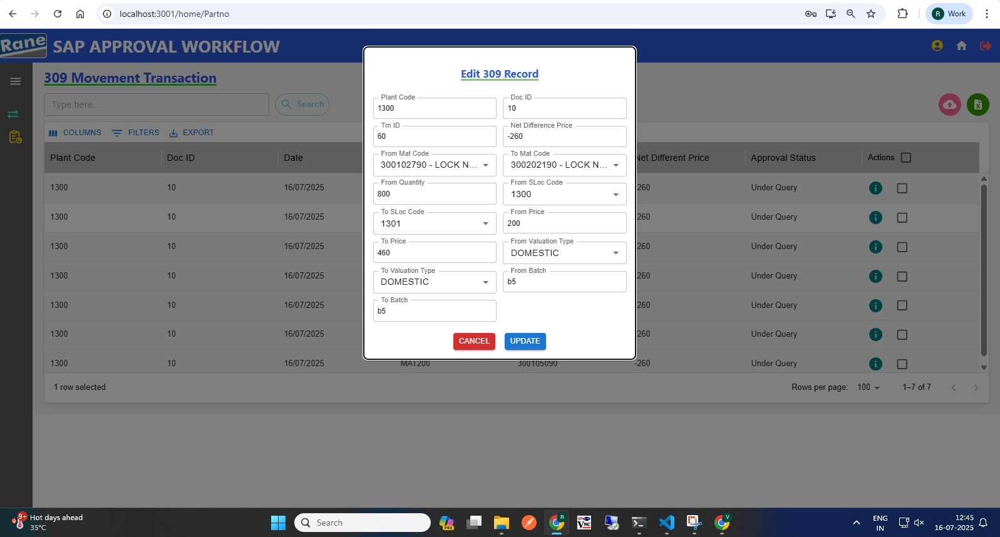 localhost:3001/home/Partno
R Work
Rane SAP APPROVAL WORKFLOW
309 Movement Transaction
Type here...
Search
COLUMNS FILTERS EXPORT
Plant Code Doc ID Date Net Different Price Approval Status Actions
1300 10 16/07/2025 -260 Under Query
1300 10 16/07/2025 -260 Under Query
1300 10 16/07/2025 -260 Under Query
1300 10 16/07/2025 -260 Under Query
1300 10 16/07/2025 -260 Under Query
1300 10 16/07/2025 -260 Under Query
1300 10 16/07/2025 MAT200 300105090 -260 Under Query
1 row selected
Rows per page: 100 1–7 of 7
Edit 309 Record
Plant Code Doc ID
1300 10
Trn ID Net Difference Price
60 -260
From Mat Code To Mat Code
300102790 - LOCK N... 300202190 - LOCK N...
From Quantity From SLoc Code
800 1300
To SLoc Code From Price
1301 200
To Price From Valuation Type
460 DOMESTIC
To Valuation Type From Batch
DOMESTIC b5
To Batch
b5
CANCEL UPDATE
9+ Hot days ahead
35°C
Search
PRE
R
VNC
V
ENG
IN
12:45
16-07-2025